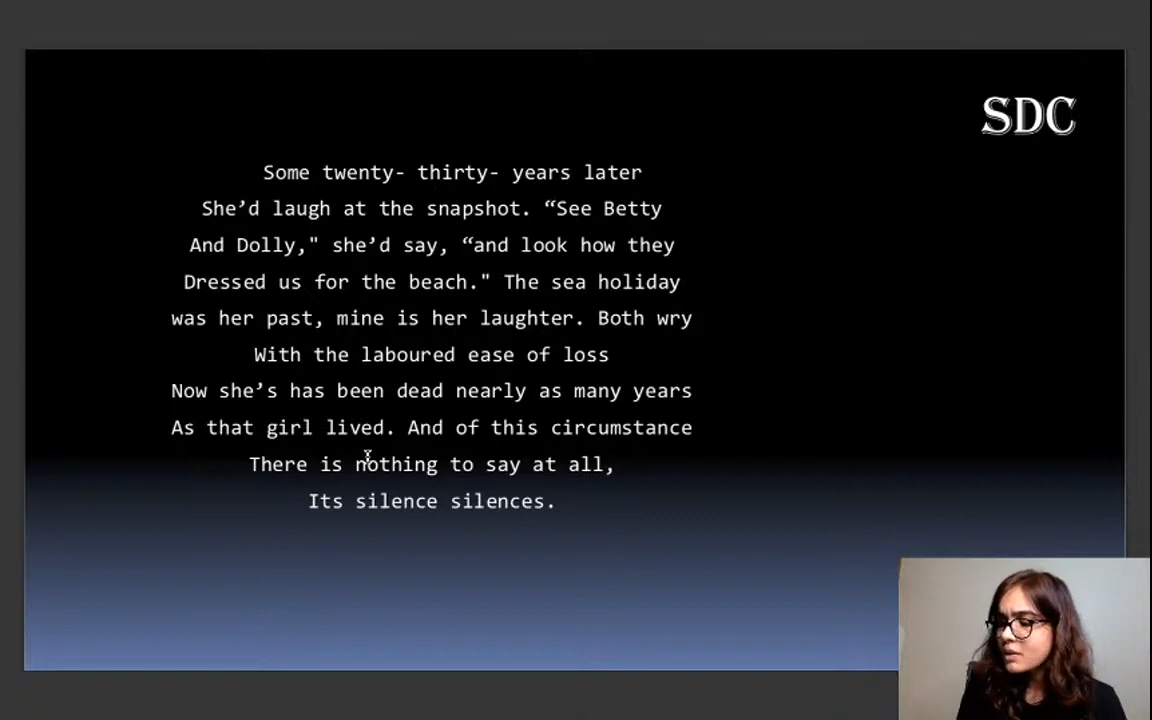 SDC
Some twenty- thirty- years later
She’d laugh at the snapshot. “See Betty
And Dolly," she’d say, “and look how they
Dressed us for the beach." The sea holiday
was her past, mine is her laughter. Both wry
With the laboured ease of loss
Now she’s has been dead nearly as many years
As that girl lived. And of this circumstance
There is nothing to say at all,
Its silence silences.